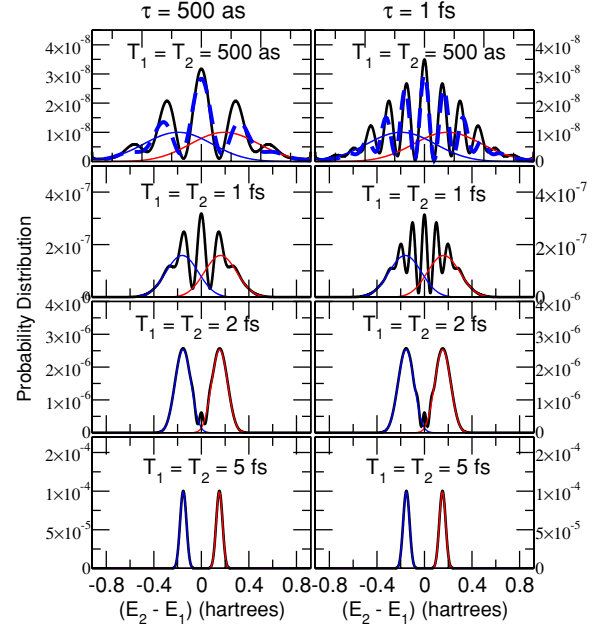 τ = 500 as τ = 1 fs
4×10⁻⁸ T₁ = T₂ = 500 as T₁ = T₂ = 500 as 4×10⁻⁸
3×10⁻⁸ 3×10⁻⁸
2×10⁻⁸ 2×10⁻⁸
1×10⁻⁸ 1×10⁻⁸
0 0
4×10⁻⁷ T₁ = T₂ = 1 fs T₁ = T₂ = 1 fs 4×10⁻⁷
2×10⁻⁷ 2×10⁻⁷
0 0
4×10⁻⁶ -6
3×10⁻⁶ T₁ = T₂ = 2 fs T₁ = T₂ = 2 fs 3×10⁻⁶
2×10⁻⁶ 2×10⁻⁶
1×10⁻⁶ 1×10⁻⁶
0 0
2×10⁻⁴ T₁ = T₂ = 5 fs T₁ = T₂ = 5 fs 2×10⁻⁴
1×10⁻⁴ 1×10⁻⁴
5×10⁻⁵ 5×10⁻⁵
0 0
-0.8 -0.4 0 0.4 0.8 -0.4 0 0.4 0.8
(E₂ - E₁) (hartrees) (E₂ - E₁) (hartrees)
Probability Distribution